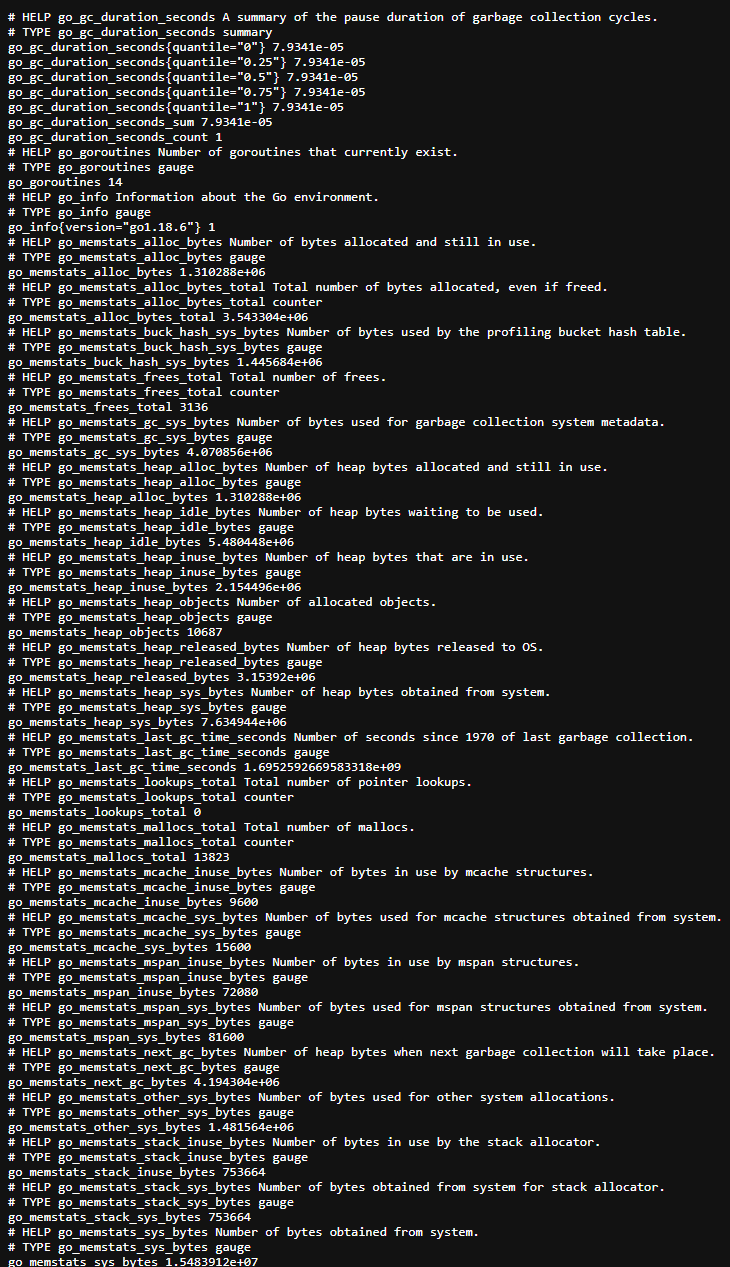 # HELP go_gc_duration_seconds A summary of the pause duration of garbage collection cycles.
# TYPE go_gc_duration_seconds summary
go_gc_duration_seconds{quantile="0"} 7.9341e-05
go_gc_duration_seconds{quantile="0.25"} 7.9341e-05
go_gc_duration_seconds{quantile="0.5"} 7.9341e-05
go_gc_duration_seconds{quantile="0.75"} 7.9341e-05
go_gc_duration_seconds{quantile="1"} 7.9341e-05
go_gc_duration_seconds_sum 7.9341e-05
go_gc_duration_seconds_count 1
# HELP go_goroutines Number of goroutines that currently exist.
# TYPE go_goroutines gauge
go_goroutines 14
# HELP go_info Information about the Go environment.
# TYPE go_info gauge
go_info{version="go1.18.6"} 1
# HELP go_memstats_alloc_bytes Number of bytes allocated and still in use.
# TYPE go_memstats_alloc_bytes gauge
go_memstats_alloc_bytes 1.310288e+06
# HELP go_memstats_alloc_bytes_total Total number of bytes allocated, even if freed.
# TYPE go_memstats_alloc_bytes_total counter
go_memstats_alloc_bytes_total 3.543304e+06
# HELP go_memstats_buck_hash_sys_bytes Number of bytes used by the profiling bucket hash table.
# TYPE go_memstats_buck_hash_sys_bytes gauge
go_memstats_buck_hash_sys_bytes 1.445684e+06
# HELP go_memstats_frees_total Total number of frees.
# TYPE go_memstats_frees_total counter
go_memstats_frees_total 3136
# HELP go_memstats_gc_sys_bytes Number of bytes used for garbage collection system metadata.
# TYPE go_memstats_gc_sys_bytes gauge
go_memstats_gc_sys_bytes 4.070856e+06
# HELP go_memstats_heap_alloc_bytes Number of heap bytes allocated and still in use.
# TYPE go_memstats_heap_alloc_bytes gauge
go_memstats_heap_alloc_bytes 1.310288e+06
# HELP go_memstats_heap_idle_bytes Number of heap bytes waiting to be used.
# TYPE go_memstats_heap_idle_bytes gauge
go_memstats_heap_idle_bytes 5.480448e+06
# HELP go_memstats_heap_inuse_bytes Number of heap bytes that are in use.
# TYPE go_memstats_heap_inuse_bytes gauge
go_memstats_heap_inuse_bytes 2.154496e+06
# HELP go_memstats_heap_objects Number of allocated objects.
# TYPE go_memstats_heap_objects gauge
go_memstats_heap_objects 10687
# HELP go_memstats_heap_released_bytes Number of heap bytes released to OS.
# TYPE go_memstats_heap_released_bytes gauge
go_memstats_heap_released_bytes 3.15392e+06
# HELP go_memstats_heap_sys_bytes Number of heap bytes obtained from system.
# TYPE go_memstats_heap_sys_bytes gauge
go_memstats_heap_sys_bytes 7.634944e+06
# HELP go_memstats_last_gc_time_seconds Number of seconds since 1970 of last garbage collection.
# TYPE go_memstats_last_gc_time_seconds gauge
go_memstats_last_gc_time_seconds 1.6952592669583318e+09
# HELP go_memstats_lookups_total Total number of pointer lookups.
# TYPE go_memstats_lookups_total counter
go_memstats_lookups_total 0
# HELP go_memstats_mallocs_total Total number of mallocs.
# TYPE go_memstats_mallocs_total counter
go_memstats_mallocs_total 13823
# HELP go_memstats_mcache_inuse_bytes Number of bytes in use by mcache structures.
# TYPE go_memstats_mcache_inuse_bytes gauge
go_memstats_mcache_inuse_bytes 9600
# HELP go_memstats_mcache_sys_bytes Number of bytes used for mcache structures obtained from system.
# TYPE go_memstats_mcache_sys_bytes gauge
go_memstats_mcache_sys_bytes 15600
# HELP go_memstats_mspan_inuse_bytes Number of bytes in use by mspan structures.
# TYPE go_memstats_mspan_inuse_bytes gauge
go_memstats_mspan_inuse_bytes 72080
# HELP go_memstats_mspan_sys_bytes Number of bytes used for mspan structures obtained from system.
# TYPE go_memstats_mspan_sys_bytes gauge
go_memstats_mspan_sys_bytes 81600
# HELP go_memstats_next_gc_bytes Number of heap bytes when next garbage collection will take place.
# TYPE go_memstats_next_gc_bytes gauge
go_memstats_next_gc_bytes 4.194304e+06
# HELP go_memstats_other_sys_bytes Number of bytes used for other system allocations.
# TYPE go_memstats_other_sys_bytes gauge
go_memstats_other_sys_bytes 1.481564e+06
# HELP go_memstats_stack_inuse_bytes Number of bytes in use by the stack allocator.
# TYPE go_memstats_stack_inuse_bytes gauge
go_memstats_stack_inuse_bytes 753664
# HELP go_memstats_stack_sys_bytes Number of bytes obtained from system for stack allocator.
# TYPE go_memstats_stack_sys_bytes gauge
go_memstats_stack_sys_bytes 753664
# HELP go_memstats_sys_bytes Number of bytes obtained from system.
# TYPE go_memstats_sys_bytes gauge
go_memstats_sys_bytes 1.5483912e+07